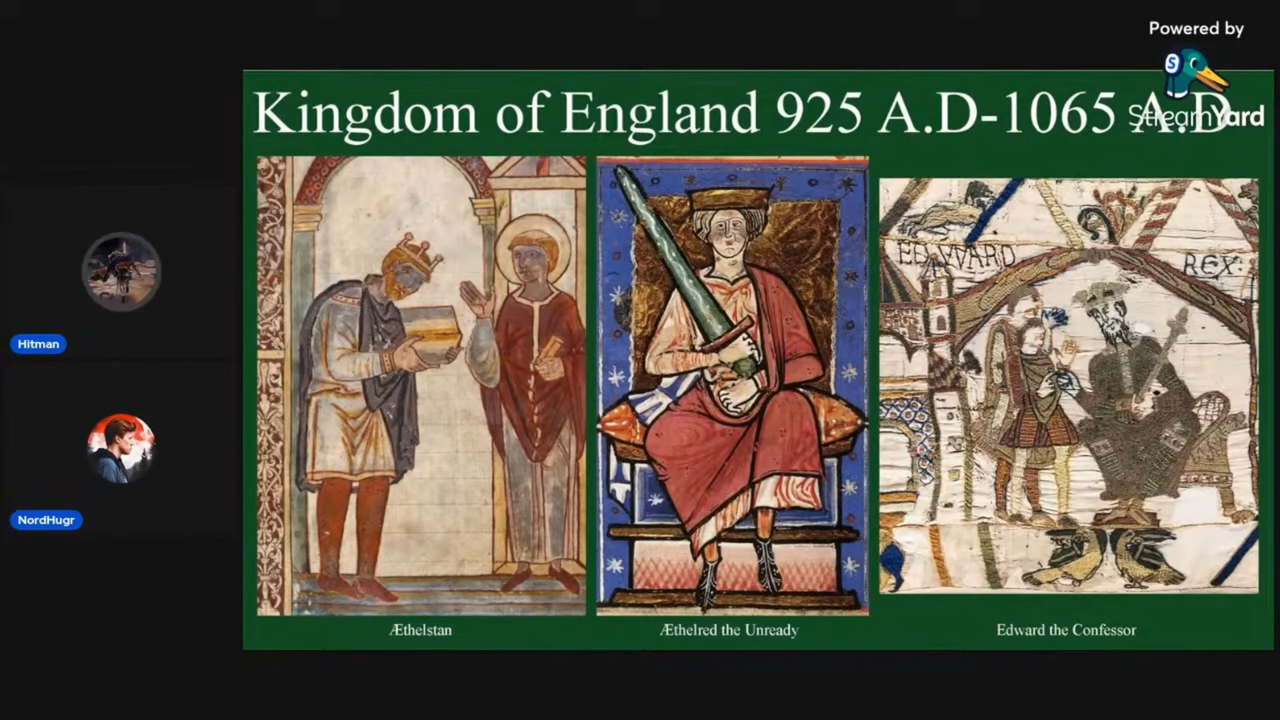 Powered by
S
StreamYard
Kingdom of England 925 A.D-1065 A.D
EDWARD
REX:
Æthelstan
Æthelred the Unready
Edward the Confessor
Hitman
NordHugr